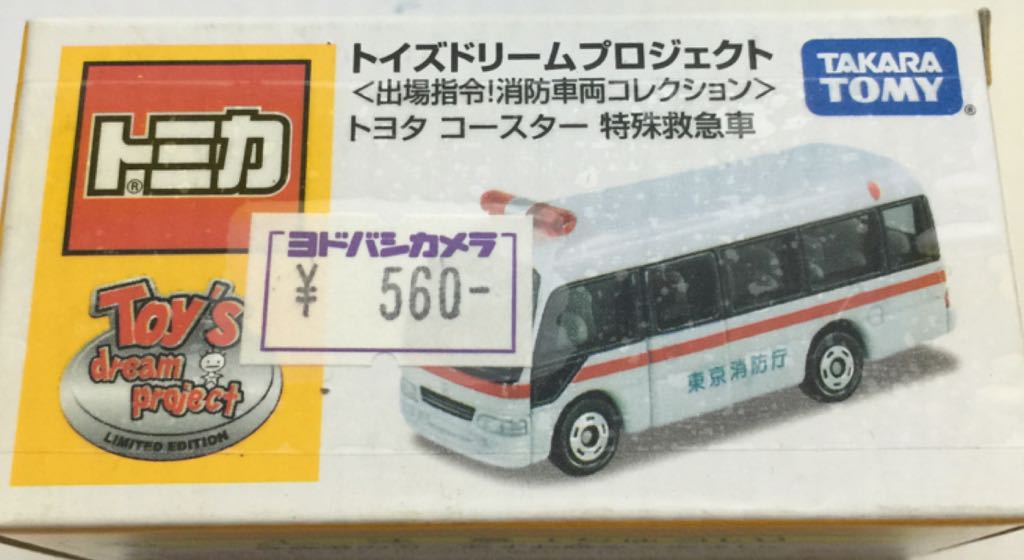 トイズドリームプロジェクト
<出場指令!消防車両コレクション>
トヨタ コースター 特殊救急車
TAKARA
TOMY®
トミカ®
ヨドバシカメラ
¥ 560-
Toy's
dream
project
LIMITED EDITION
東京消防庁